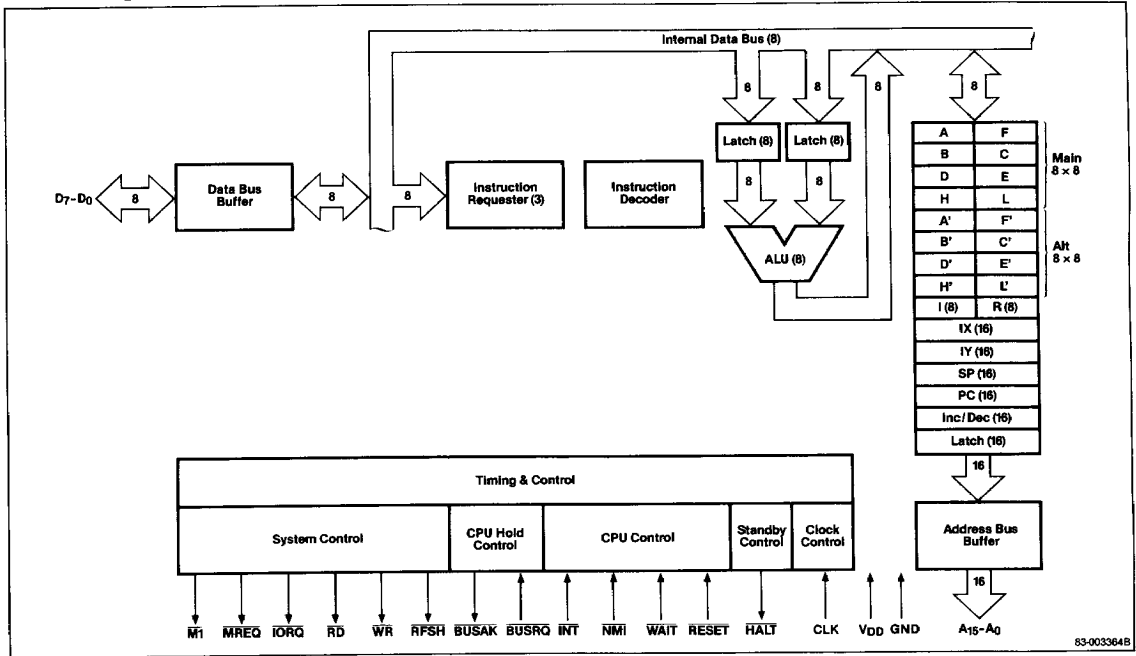 Internal Data Bus (8)
8
8
8
8
Latch (8)
Latch (8)
A F
B C
D E
H L
Main
8 × 8
D7-D0
8
Data Bus
Buffer
8
8
Instruction
Requester (3)
Instruction
Decoder
8
8
ALU (8)
A' F'
B' C'
D' E'
H' L'
Alt
8 × 8
I (8) R (8)
IX (16)
IY (16)
SP (16)
PC (16)
Inc/Dec (16)
Latch (16)
16
Timing & Control
System Control
CPU Hold
Control
CPU Control
Standby
Control
Clock
Control
Address Bus
Buffer
16
M1 MREQ IORQ RD WR RFSH BUSAK BUSRQ INT NMI WAIT RESET HALT CLK VDD GND A15-A0
83-003364B